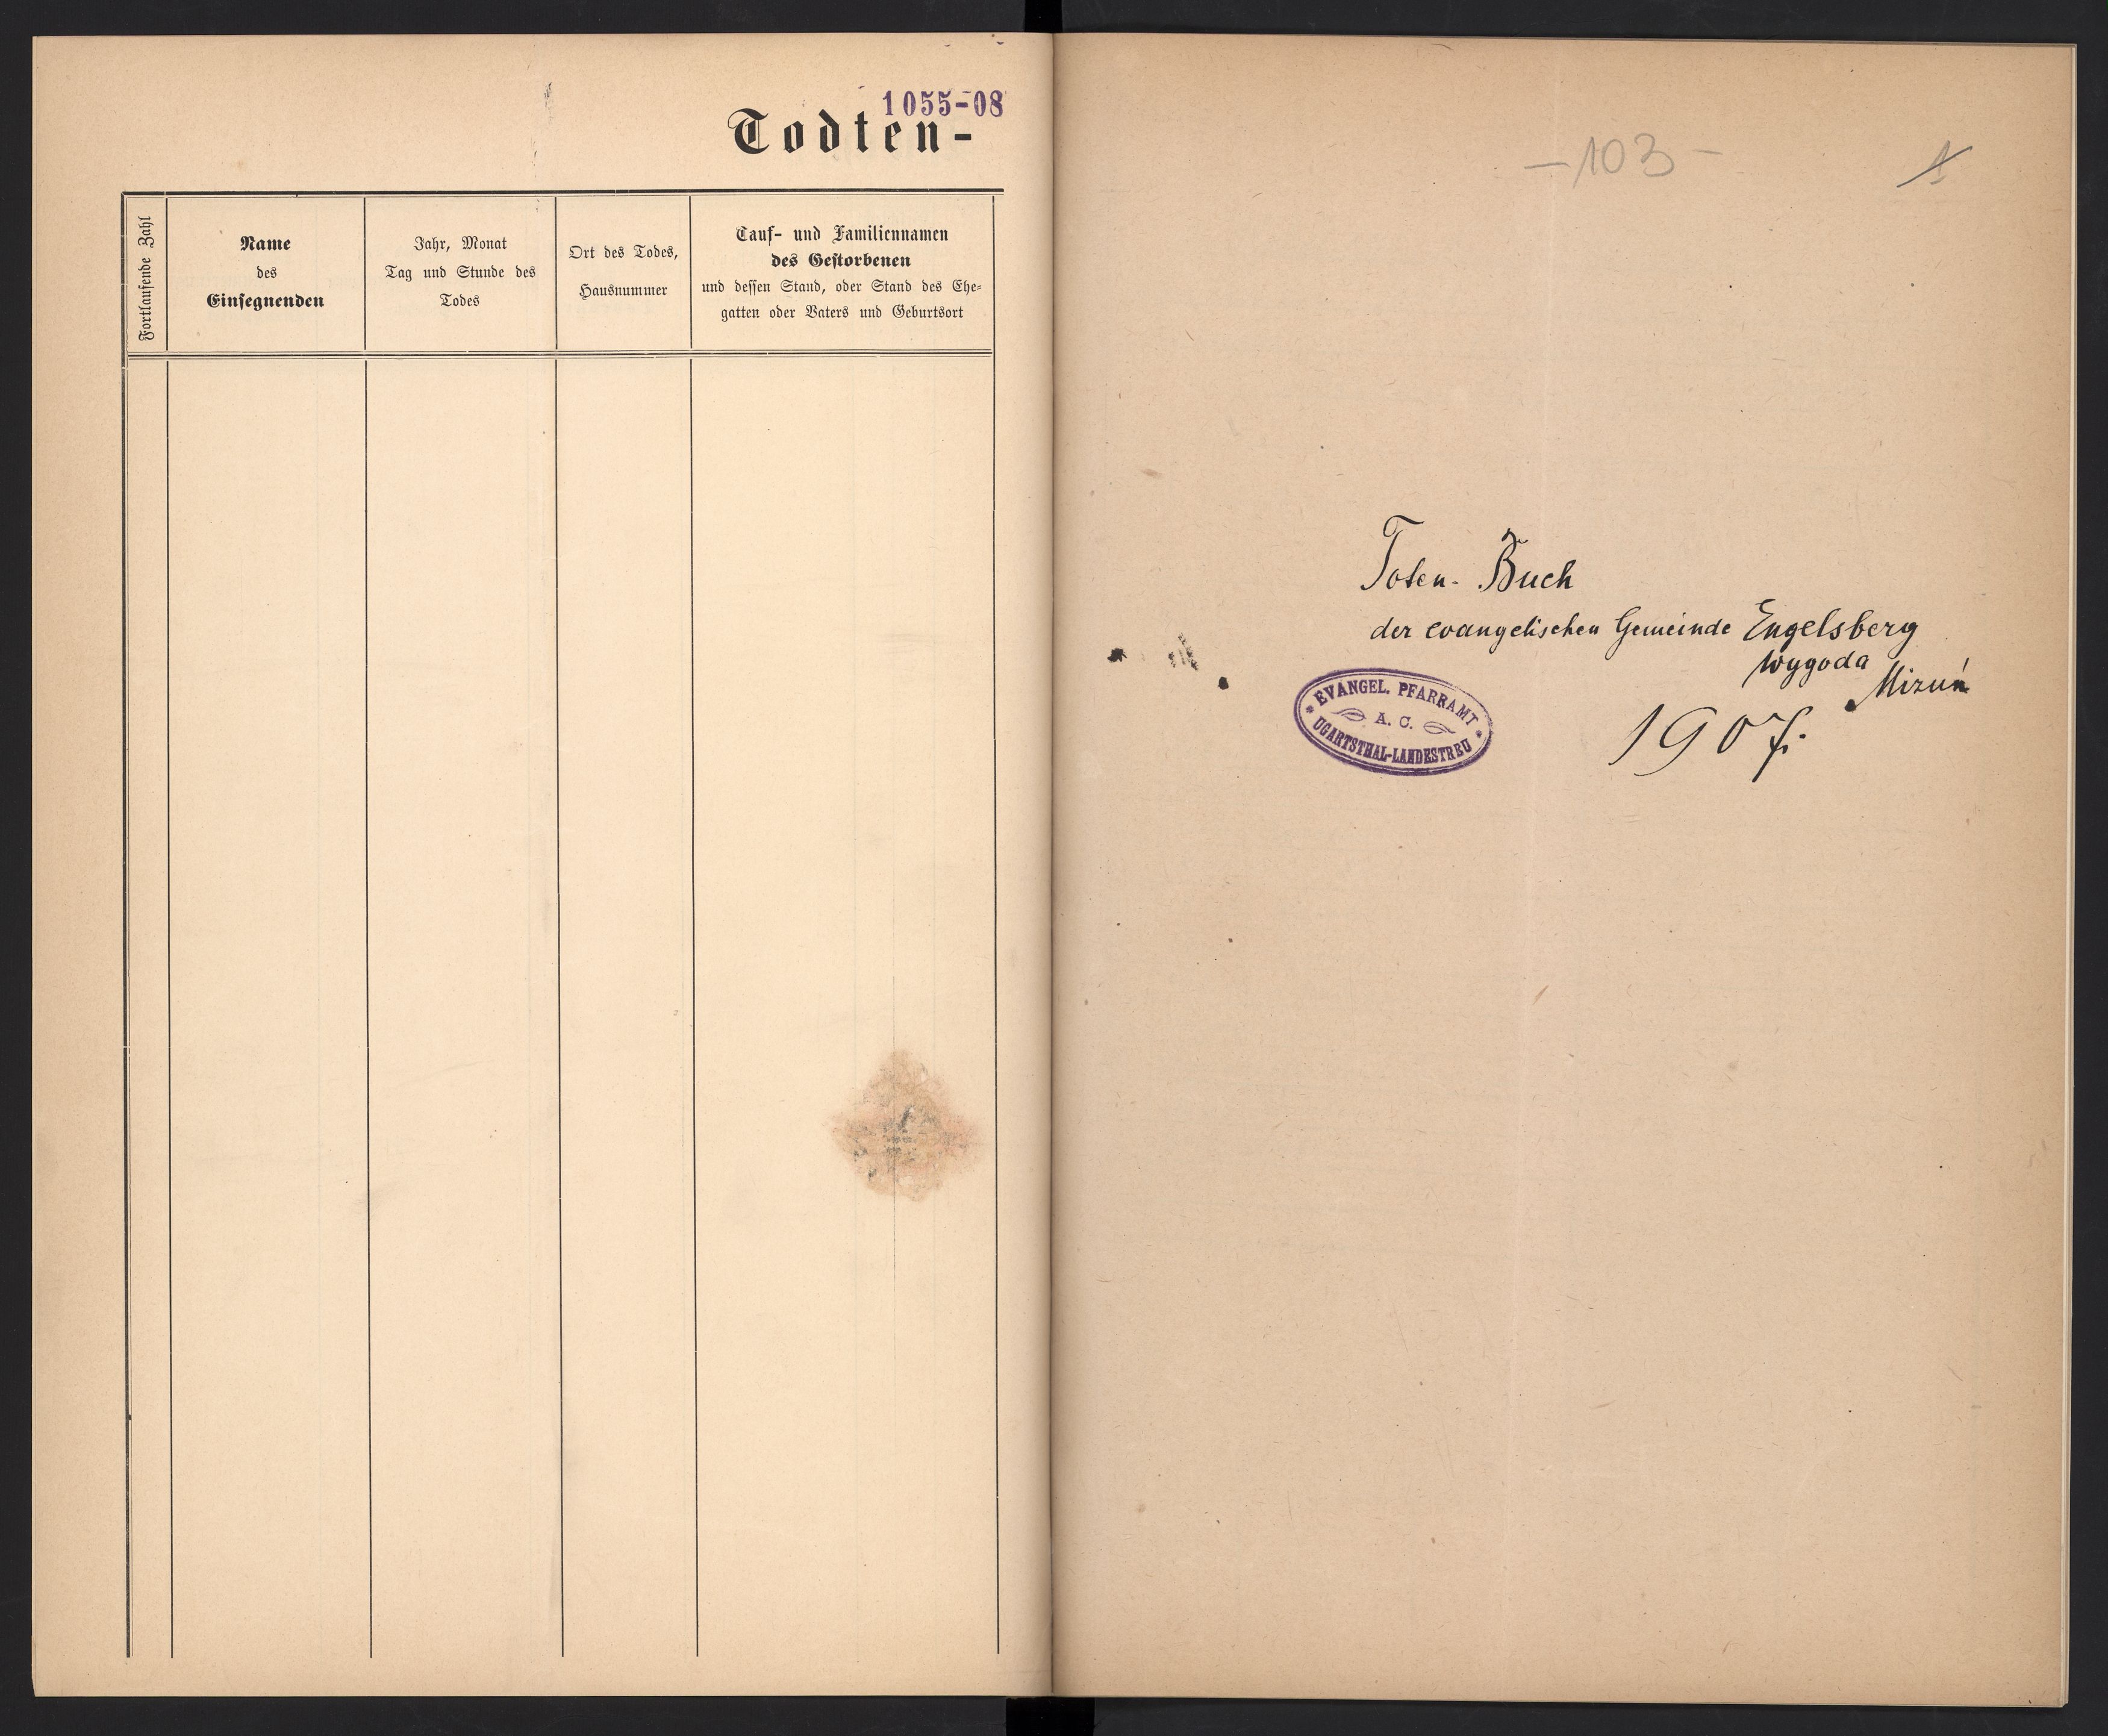 1055-08
Todten-
Fortlaufende Zahl
Name
des
Einsegnenden
Jahr, Monat
Tag und Stunde des
Todes
Ort des Todes,
Hausnummer
Tauf- und Familiennamen
des Gestorbenen
und dessen Stand, oder Stand des Ehe-
gatten oder Vaters und Geburtsort
-103-
1
Toten-Buch
der evangelischen Gemeinde Engelsberg
Wygoda
Mizuń
1907.
EVANGEL. PFARRAMT
A. C.
UGARTSTHAL-LANDESTREU